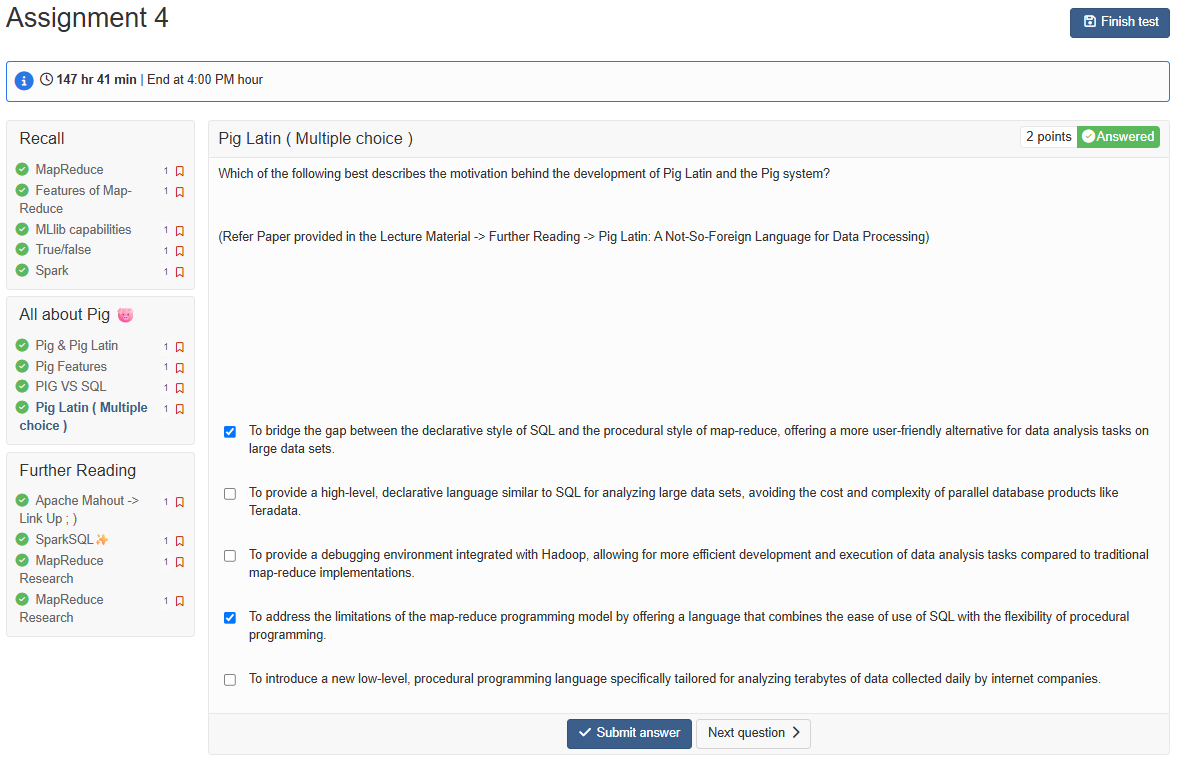 Assignment 4
Finish test
147 hr 41 min | End at 4:00 PM hour
Recall
MapReduce 1
Features of Map-
Reduce 1
MLlib capabilities 1
True/false 1
Spark 1
All about Pig
Pig & Pig Latin 1
Pig Features 1
PIG VS SQL 1
Pig Latin ( Multiple 1
choice )
Further Reading
Apache Mahout -> 1
Link Up ; )
SparkSQL 1
MapReduce 1
Research
MapReduce 1
Research
Pig Latin ( Multiple choice )
2 points Answered
Which of the following best describes the motivation behind the development of Pig Latin and the Pig system?
(Refer Paper provided in the Lecture Material -> Further Reading -> Pig Latin: A Not-So-Foreign Language for Data Processing)
To bridge the gap between the declarative style of SQL and the procedural style of map-reduce, offering a more user-friendly alternative for data analysis tasks on
large data sets.
To provide a high-level, declarative language similar to SQL for analyzing large data sets, avoiding the cost and complexity of parallel database products like
Teradata.
To provide a debugging environment integrated with Hadoop, allowing for more efficient development and execution of data analysis tasks compared to traditional
map-reduce implementations.
To address the limitations of the map-reduce programming model by offering a language that combines the ease of use of SQL with the flexibility of procedural
programming.
To introduce a new low-level, procedural programming language specifically tailored for analyzing terabytes of data collected daily by internet companies.
Submit answer
Next question